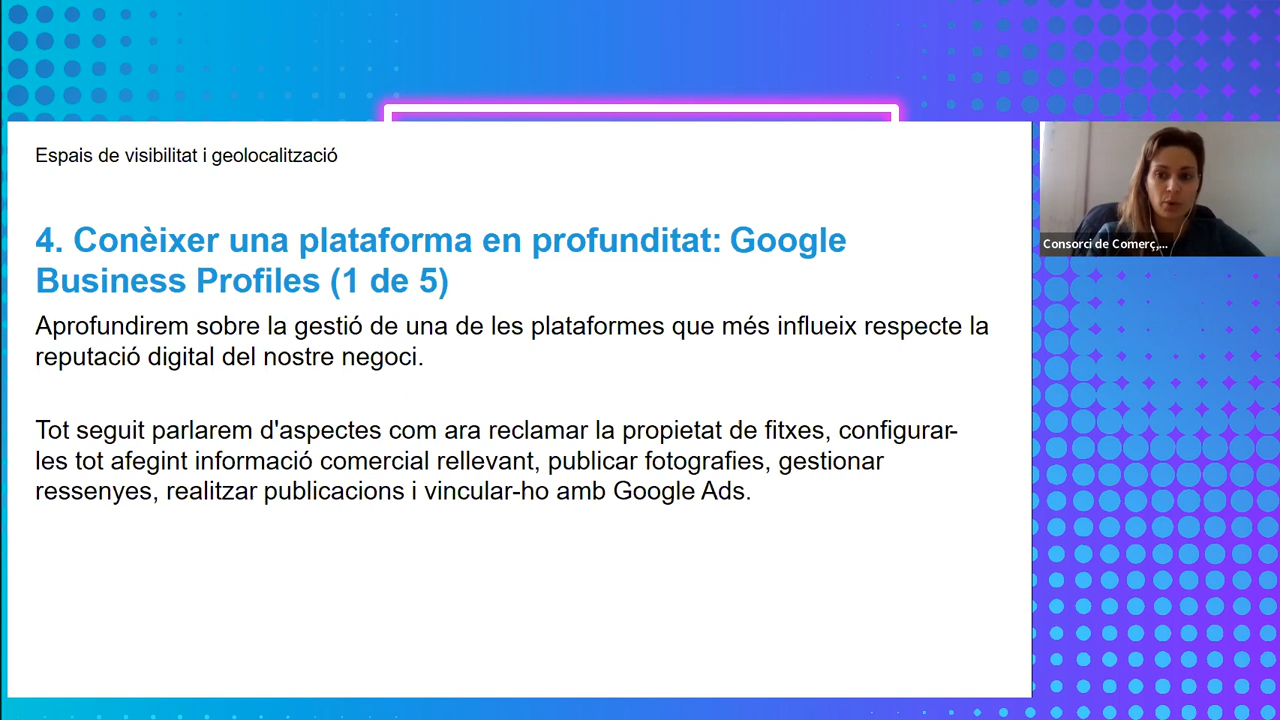 Espais de visibilitat i geolocalització
4. Conèixer una plataforma en profunditat: Google
Business Profiles (1 de 5)
Aprofundirem sobre la gestió de una de les plataformes que més influeix respecte la
reputació digital del nostre negoci.
Tot seguit parlarem d'aspectes com ara reclamar la propietat de fitxes, configurar-
les tot afegint informació comercial rellevant, publicar fotografies, gestionar
ressenyes, realitzar publicacions i vincular-ho amb Google Ads.
Consorci de Comerç,...